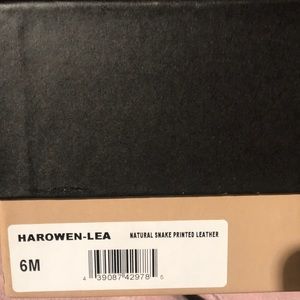 HAROWEN-LEA NATURAL SNAKE PRINTED LEATHER
6M
4 39087 42978 5